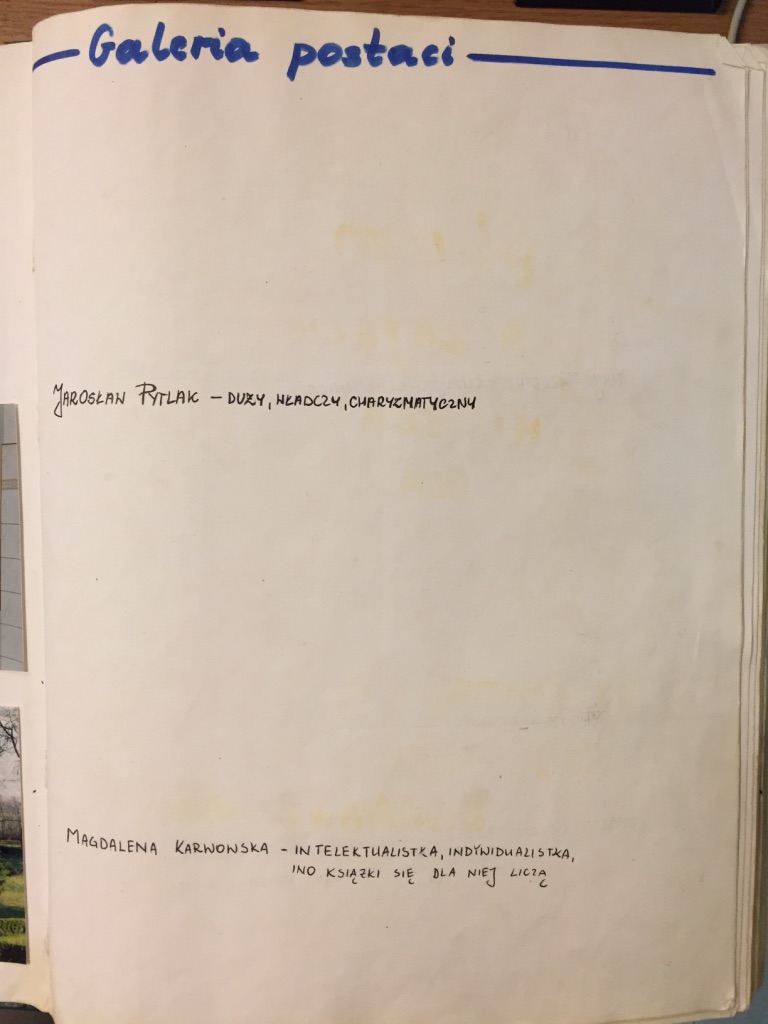 Galeria postaci
JAROSŁAW PYTLAK – DUŻY, WŁADCZY, CHARYZMATYCZNY
MAGDALENA KARWOWSKA – INTELEKTUALISTKA, INDYWIDUALISTKA,
INO KSIĄŻKI SIĘ DLA NIEJ LICZĄ